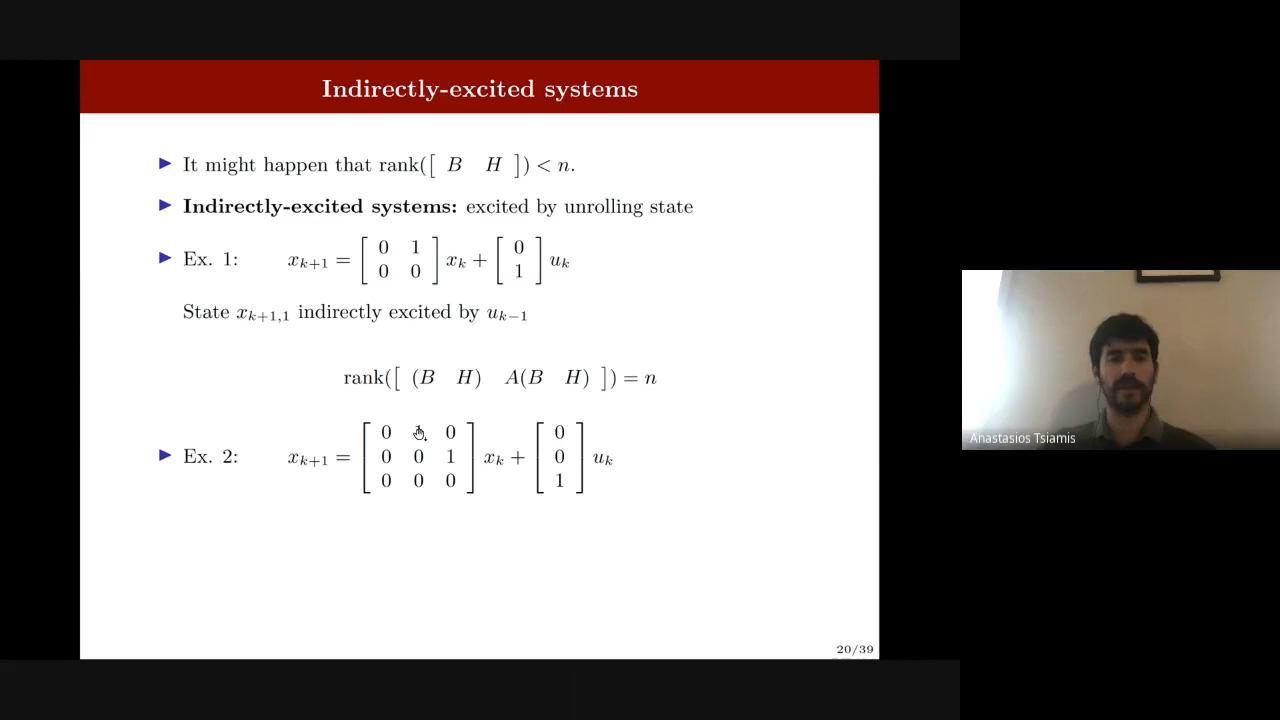 Indirectly-excited systems
▶ It might happen that rank([ B H ]) < n.
▶ Indirectly-excited systems: excited by unrolling state
▶ Ex. 1: x_{k+1} = [ 0 1 ; 0 0 ] x_k + [ 0 ; 1 ] u_k
State x_{k+1,1} indirectly excited by u_{k−1}
rank([ (B H) A(B H) ]) = n
▶ Ex. 2: x_{k+1} = [ 0 1 0 ; 0 0 1 ; 0 0 0 ] x_k + [ 0 ; 0 ; 1 ] u_k
20/39
Anastasios Tsiamis